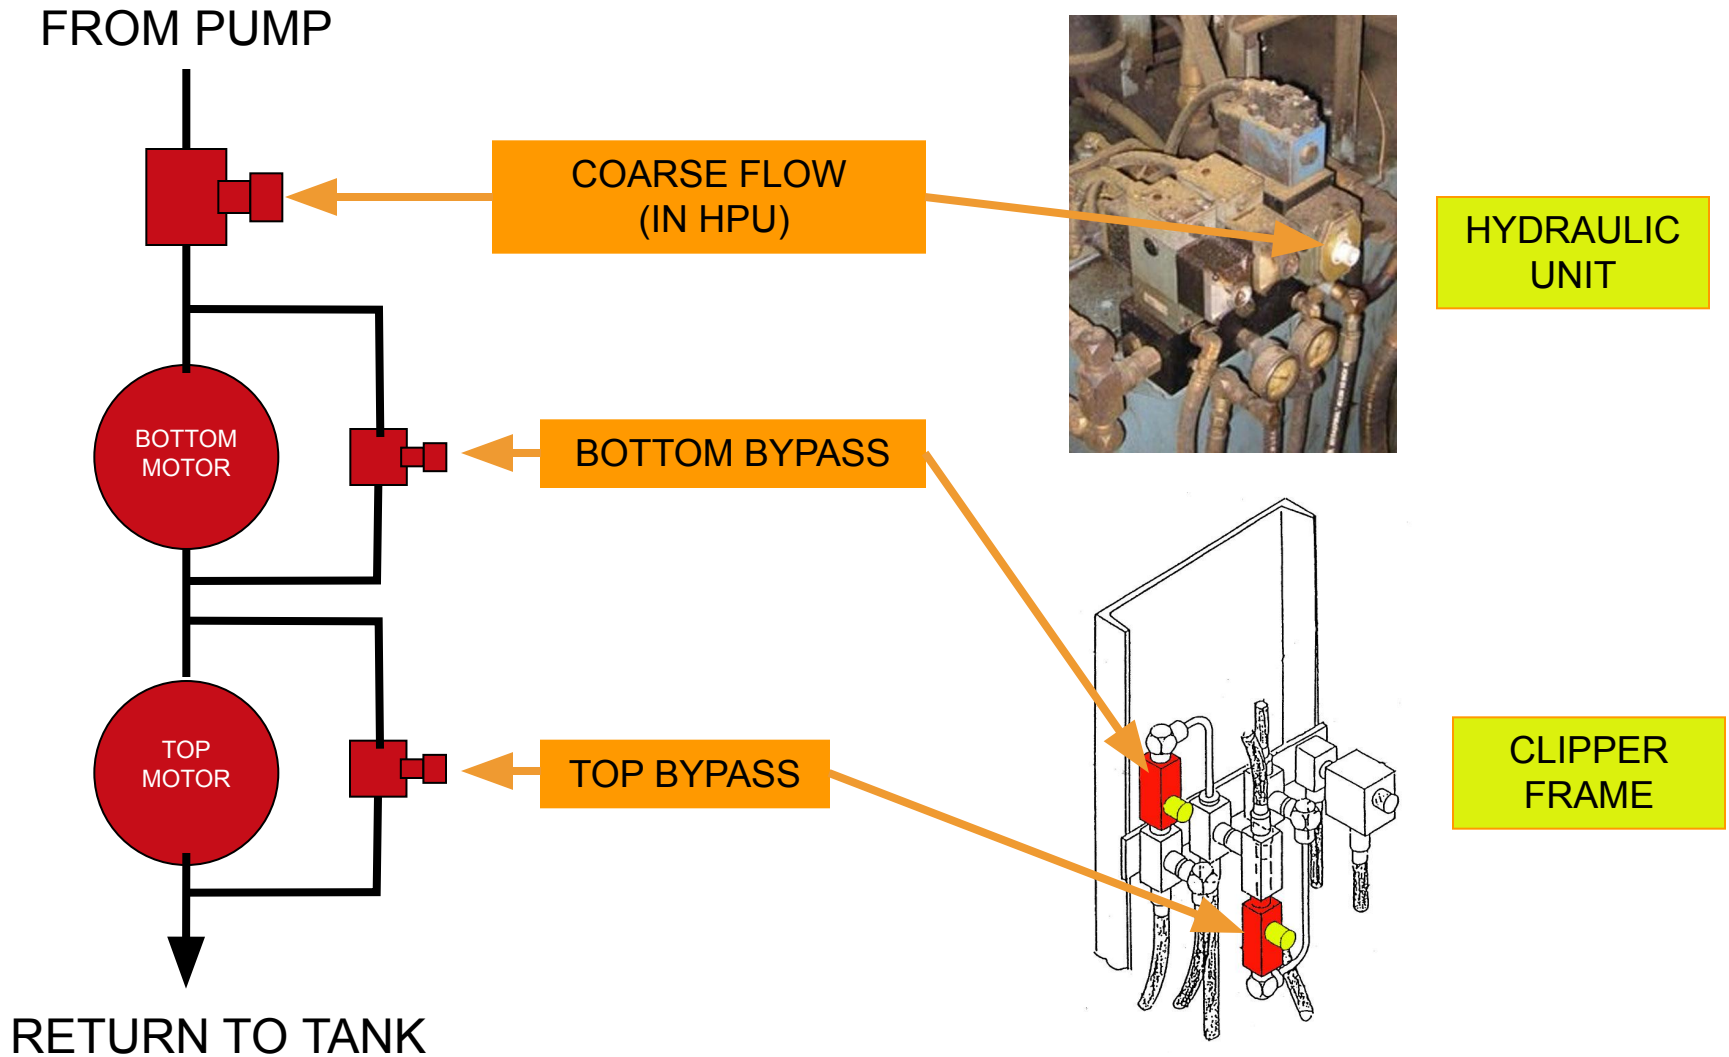 FROM PUMP
COARSE FLOW
(IN HPU)
HYDRAULIC
UNIT
BOTTOM
MOTOR
BOTTOM BYPASS
TOP
MOTOR
TOP BYPASS
CLIPPER
FRAME
RETURN TO TANK